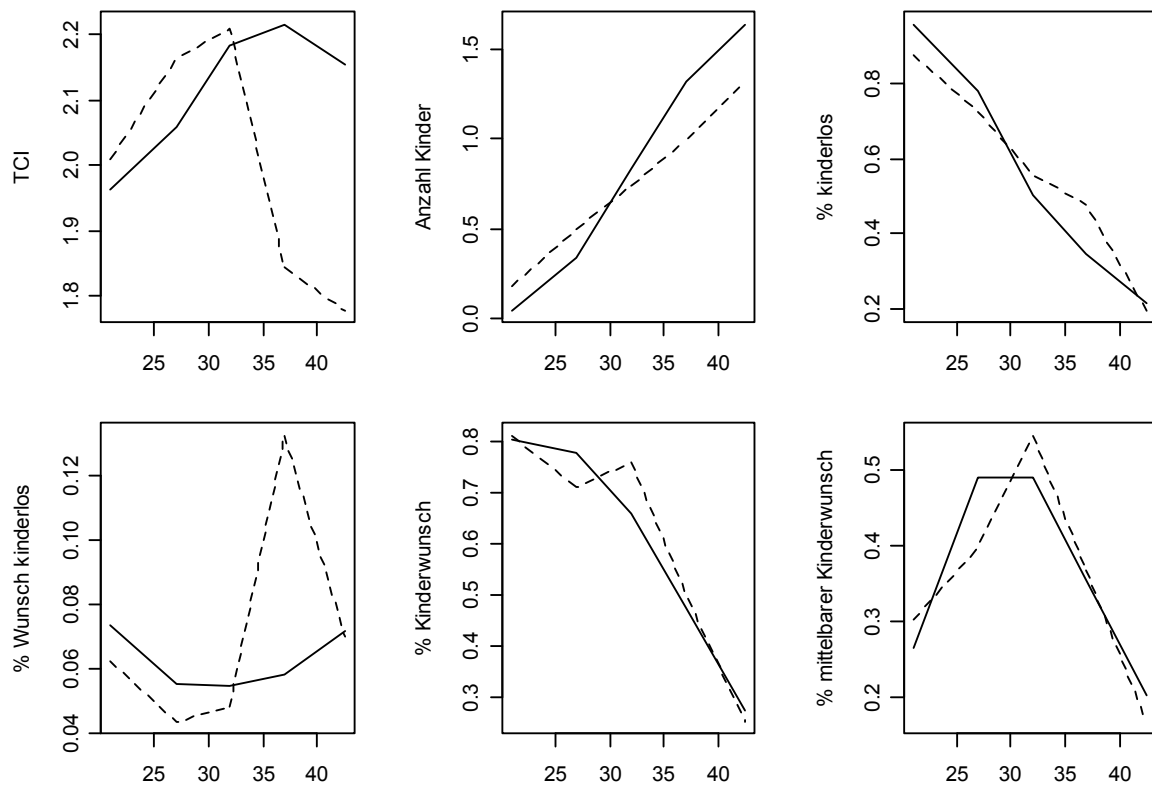 TCI
2.2
2.1
2.0
1.9
1.8
25 30 35 40
Anzahl Kinder
1.5
1.0
0.5
0.0
25 30 35 40
% kinderlos
0.8
0.6
0.4
0.2
25 30 35 40
% Wunsch kinderlos
0.12
0.10
0.08
0.06
0.04
25 30 35 40
% Kinderwunsch
0.8
0.7
0.6
0.5
0.4
0.3
25 30 35 40
% mittelbarer Kinderwunsch
0.5
0.4
0.3
0.2
25 30 35 40